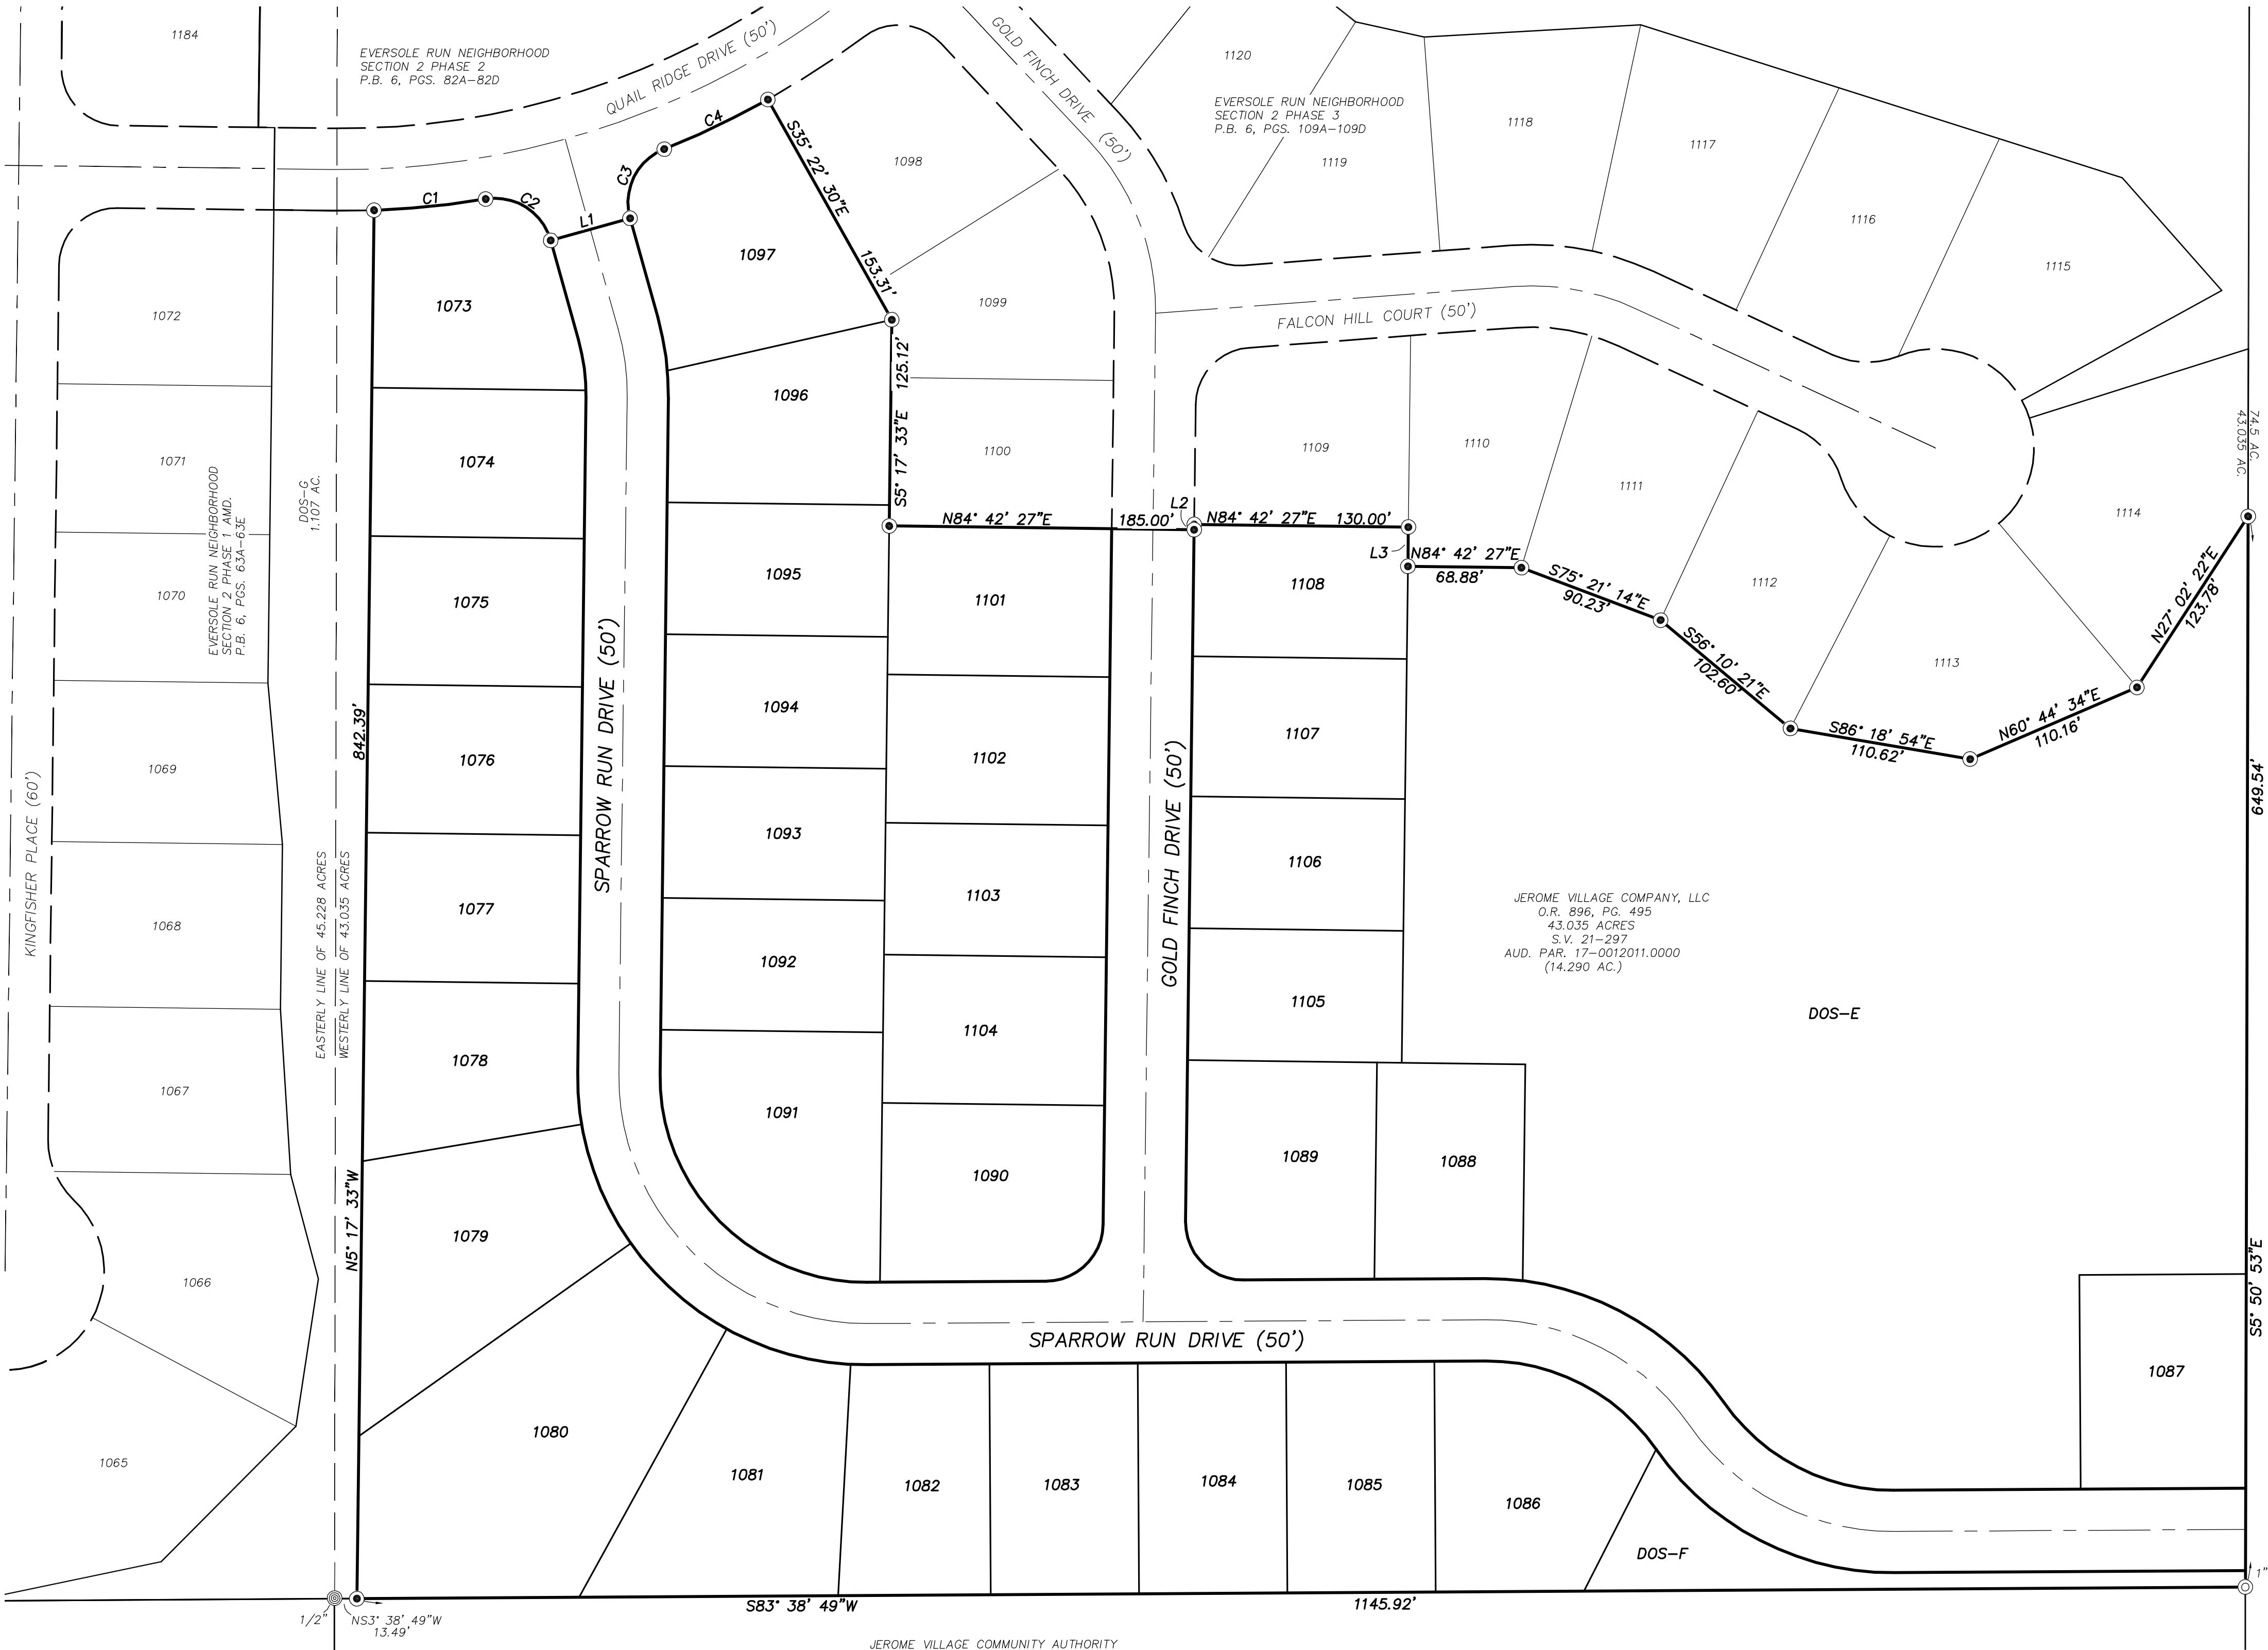 1184
EVERSOLE RUN NEIGHBORHOOD
SECTION 2 PHASE 2
P.B. 6, PGS. 82A-82D
QUAIL RIDGE DRIVE (50')
GOLD FINCH DRIVE (50')
1120
EVERSOLE RUN NEIGHBORHOOD
SECTION 2 PHASE 3
P.B. 6, PGS. 109A-109D
1119
1118
1117
1116
1115
C1
C2
L1
C3
C4
S35° 22' 30"E
153.31'
1098
1097
1073
1072
1099
FALCON HILL COURT (50')
125.12'
S5° 17' 33"E
1096
1074
1071
1100
1109
1110
1111
1114
74.5 AC.
43.035 AC.
EVERSOLE RUN NEIGHBORHOOD
SECTION 2 PHASE 1 AMD.
P.B. 6, PGS. 63A-63E
DOS-G
1.107 AC.
N84° 42' 27"E
185.00'
L2
N84° 42' 27"E
130.00'
L3
N84° 42' 27"E
68.88'
S75° 21' 14"E
90.23'
S56° 10' 21"E
102.60'
S86° 18' 54"E
110.62'
N60° 44' 34"E
110.16'
N27° 02' 22"E
123.78'
1112
1113
1070
1075
1095
1101
1108
SPARROW RUN DRIVE (50')
842.39'
1069
1076
1094
1102
1107
GOLD FINCH DRIVE (50')
649.54'
KINGFISHER PLACE (60')
1068
1077
1093
1103
1106
JEROME VILLAGE COMPANY, LLC
O.R. 896, PG. 495
43.035 ACRES
S.V. 21-297
AUD. PAR. 17-0012011.0000
(14.290 AC.)
EASTERLY LINE OF 45.228 ACRES
WESTERLY LINE OF 43.035 ACRES
1092
1104
1105
DOS-E
1067
1078
1091
1090
1089
1088
N5° 17' 33"W
1066
1079
S5° 50' 53"E
SPARROW RUN DRIVE (50')
1087
1065
1080
1081
1082
1083
1084
1085
1086
DOS-F
1/2"
NS3° 38' 49"W
13.49'
S83° 38' 49"W
1145.92'
1"
JEROME VILLAGE COMMUNITY AUTHORITY